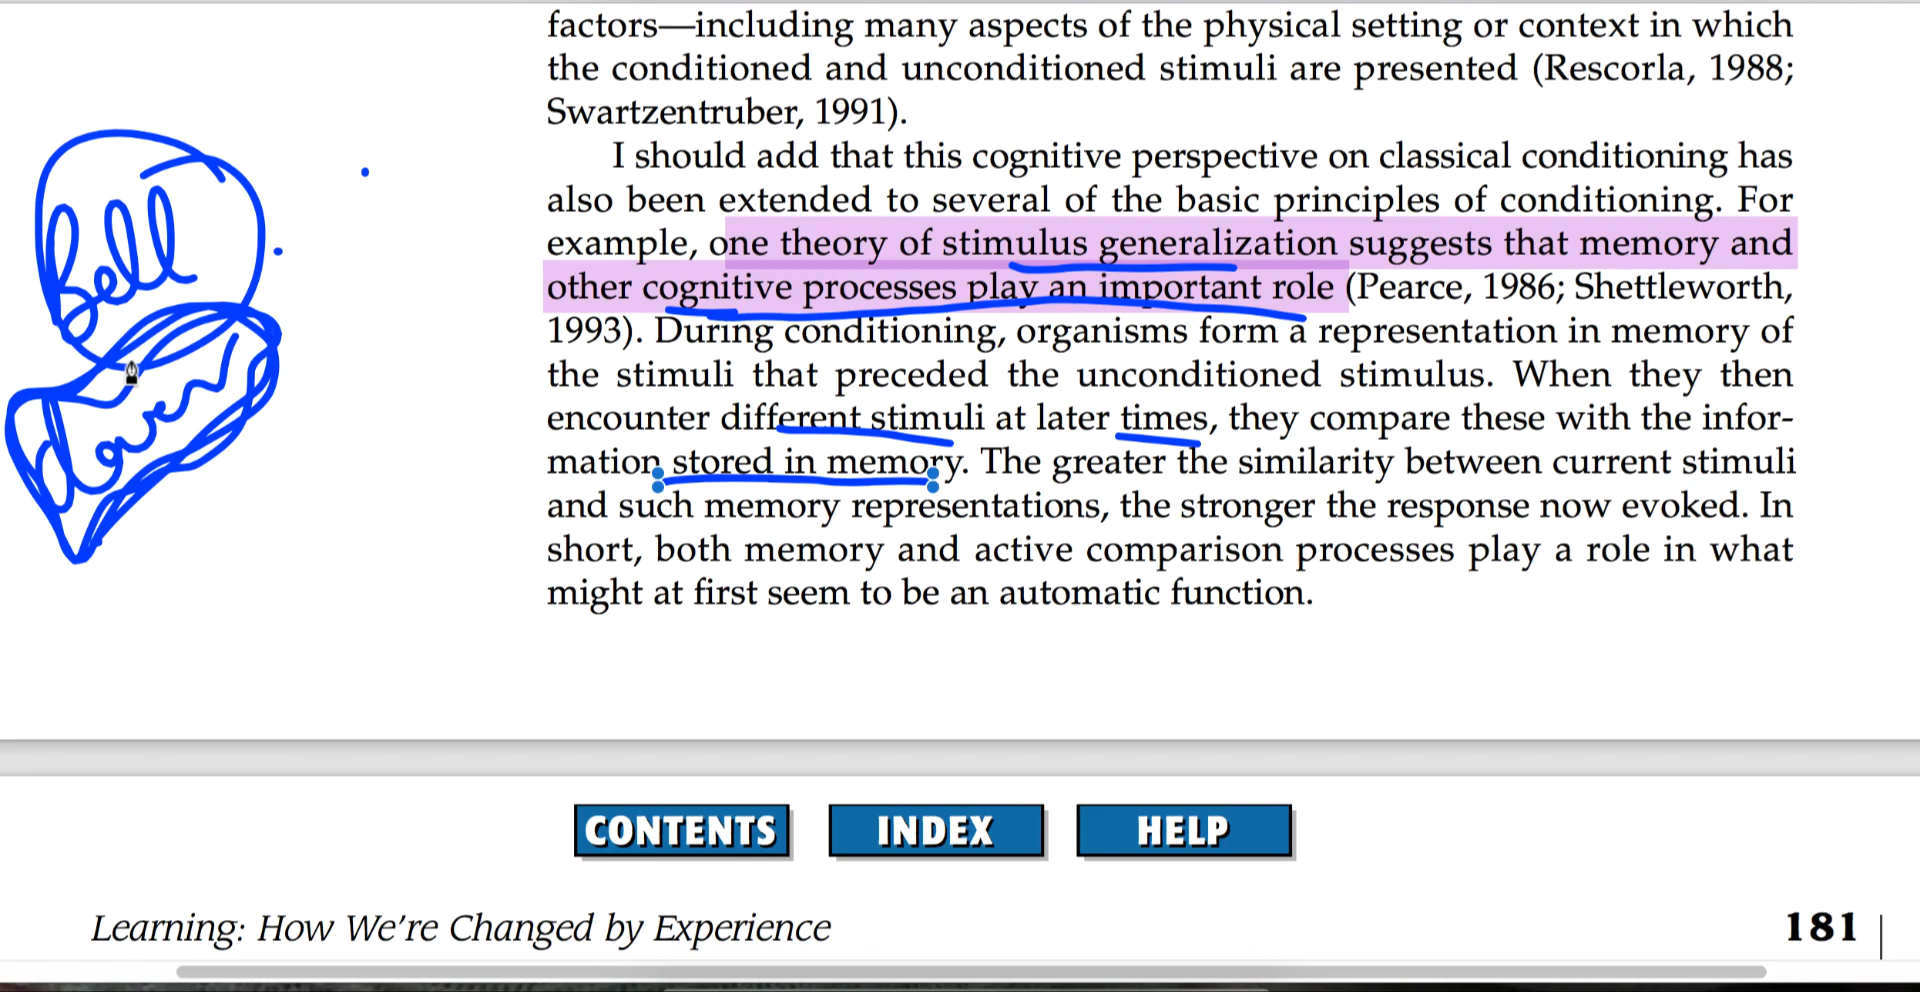 factors—including many aspects of the physical setting or context in which
the conditioned and unconditioned stimuli are presented (Rescorla, 1988;
Swartzentruber, 1991).
I should add that this cognitive perspective on classical conditioning has
also been extended to several of the basic principles of conditioning. For
example, one theory of stimulus generalization suggests that memory and
other cognitive processes play an important role (Pearce, 1986; Shettleworth,
1993). During conditioning, organisms form a representation in memory of
the stimuli that preceded the unconditioned stimulus. When they then
encounter different stimuli at later times, they compare these with the infor-
mation stored in memory. The greater the similarity between current stimuli
and such memory representations, the stronger the response now evoked. In
short, both memory and active comparison processes play a role in what
might at first seem to be an automatic function.
Bell
CONTENTS INDEX HELP
Learning: How We're Changed by Experience 181